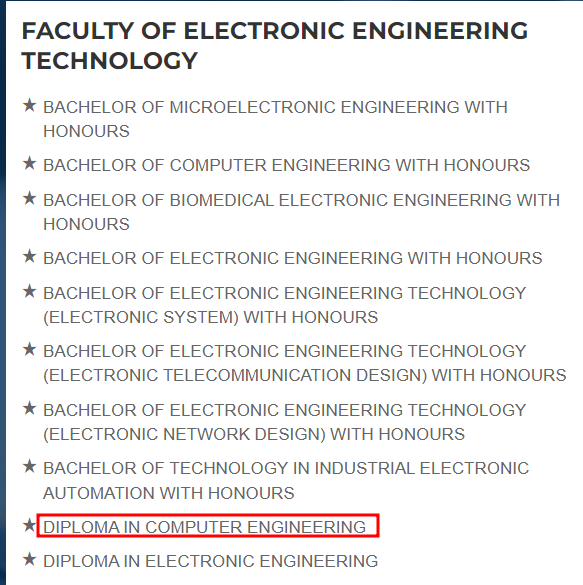 FACULTY OF ELECTRONIC ENGINEERING
TECHNOLOGY
★ BACHELOR OF MICROELECTRONIC ENGINEERING WITH
HONOURS
★ BACHELOR OF COMPUTER ENGINEERING WITH HONOURS
★ BACHELOR OF BIOMEDICAL ELECTRONIC ENGINEERING WITH
HONOURS
★ BACHELOR OF ELECTRONIC ENGINEERING WITH HONOURS
★ BACHELOR OF ELECTRONIC ENGINEERING TECHNOLOGY
(ELECTRONIC SYSTEM) WITH HONOURS
★ BACHELOR OF ELECTRONIC ENGINEERING TECHNOLOGY
(ELECTRONIC TELECOMMUNICATION DESIGN) WITH HONOURS
★ BACHELOR OF ELECTRONIC ENGINEERING TECHNOLOGY
(ELECTRONIC NETWORK DESIGN) WITH HONOURS
★ BACHELOR OF TECHNOLOGY IN INDUSTRIAL ELECTRONIC
AUTOMATION WITH HONOURS
★ DIPLOMA IN COMPUTER ENGINEERING
★ DIPLOMA IN ELECTRONIC ENGINEERING